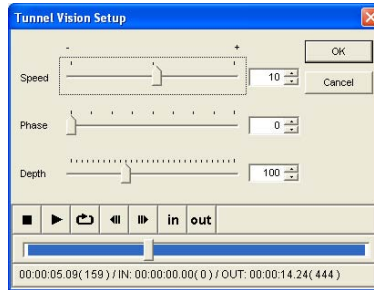 Tunnel Vision Setup
- +
OK
Speed 10
Cancel
Phase 0
Depth 100
in out
00:00:05.09( 159 ) / IN: 00:00:00.00( 0 ) / OUT: 00:00:14.24( 444 )